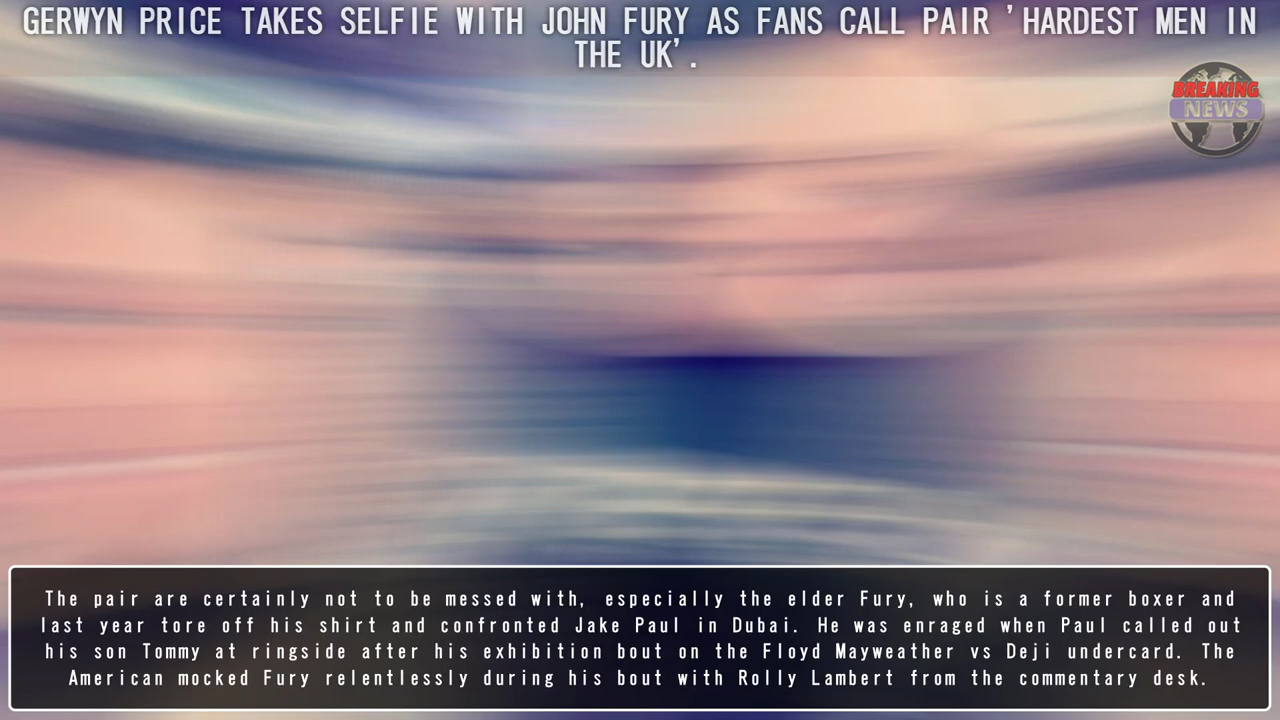 GERWYN PRICE TAKES SELFIE WITH JOHN FURY AS FANS CALL PAIR 'HARDEST MEN IN
THE UK'.
BREAKING
NEWS
The pair are certainly not to be messed with, especially the elder Fury, who is a former boxer and
last year tore off his shirt and confronted Jake Paul in Dubai. He was enraged when Paul called out
his son Tommy at ringside after his exhibition bout on the Floyd Mayweather vs Deji undercard. The
American mocked Fury relentlessly during his bout with Rolly Lambert from the commentary desk.